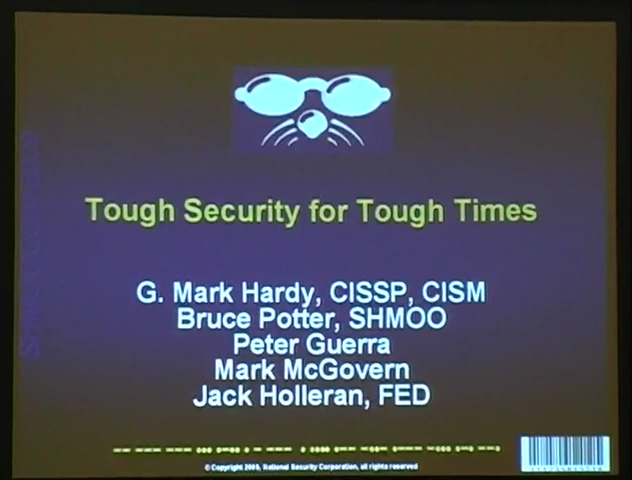 Tough Security for Tough Times
G. Mark Hardy, CISSP, CISM
Bruce Potter, SHMOO
Peter Guerra
Mark McGovern
Jack Holleran, FED
© Copyright 2009, National Security Corporation, all rights reserved